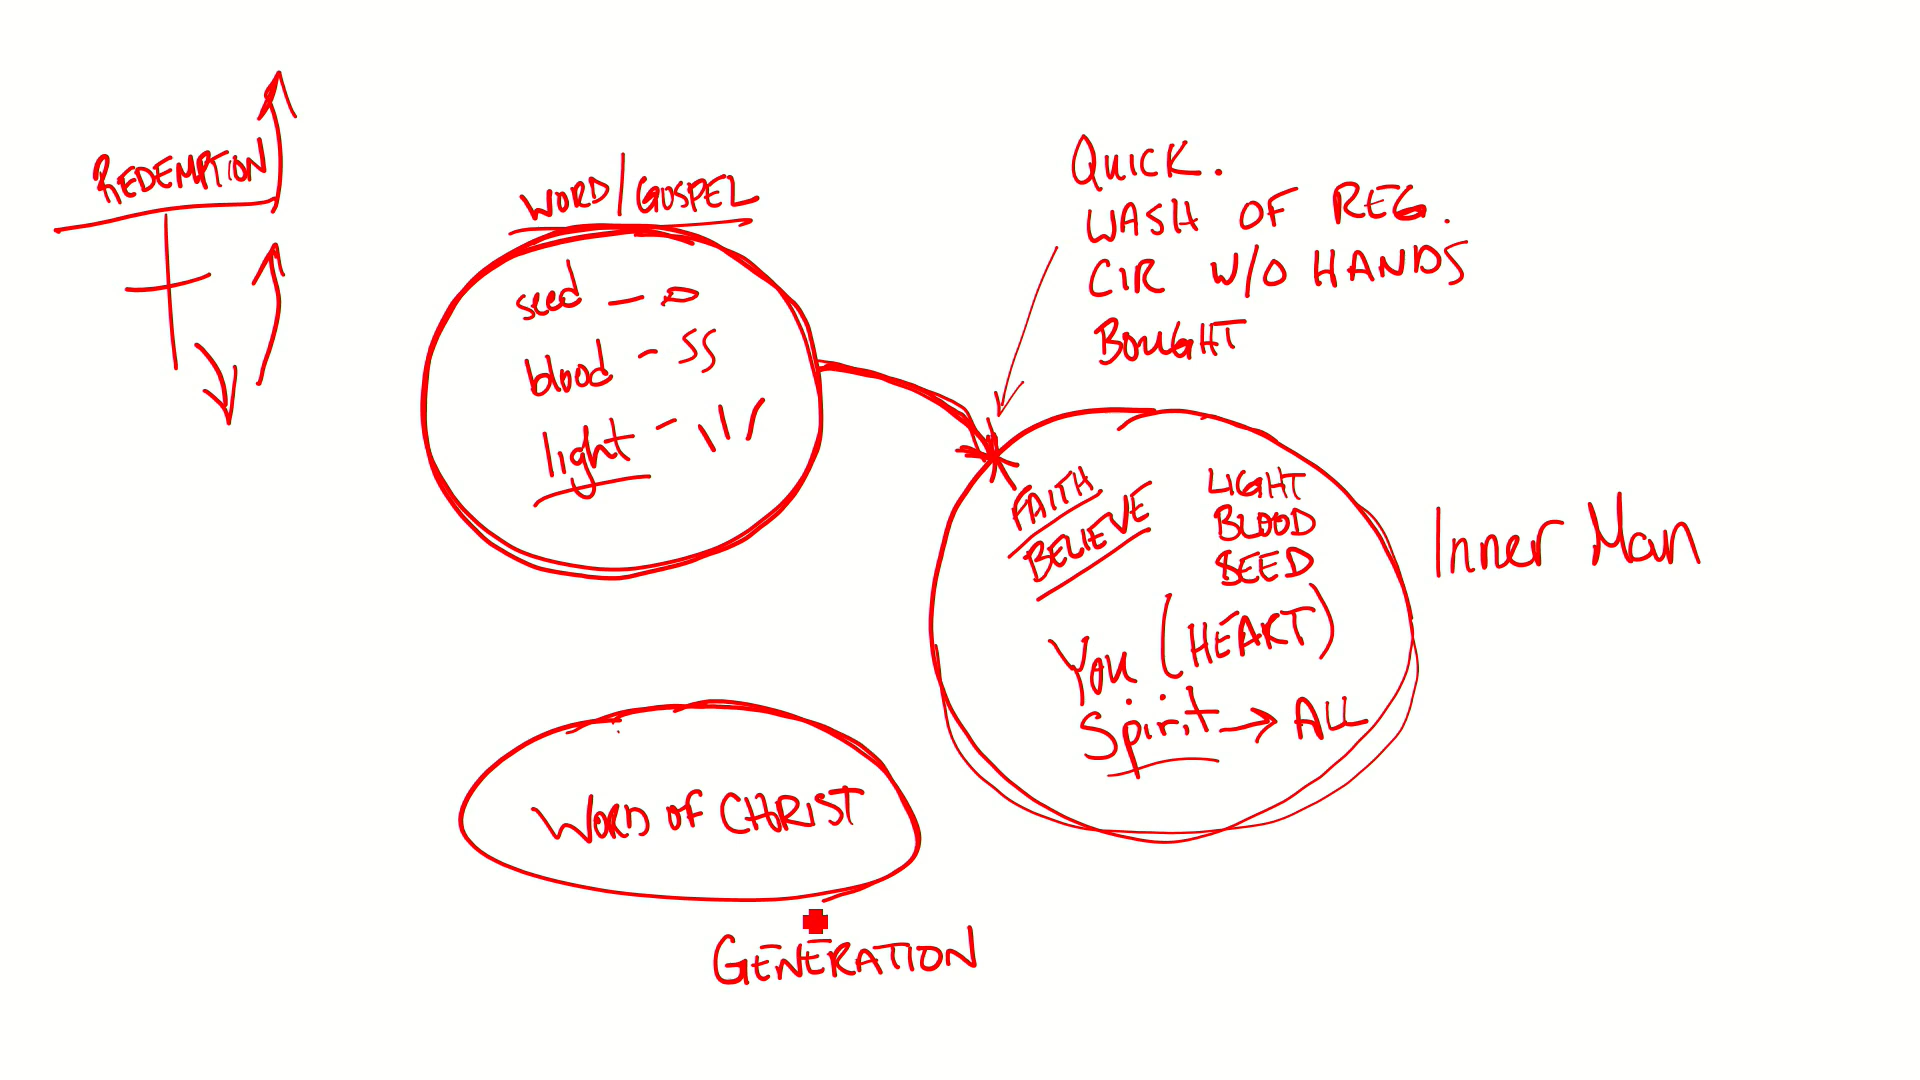 REDEMPTION
WORD/GOSPEL
seed —
blood -
light -
QUICK.
WASH OF REG.
CIR W/O HANDS
BOUGHT
FAITH
BELIEVE
LIGHT
BLOOD
SEED
You (HEART)
Spirit → ALL
Inner Man
WORD OF CHRIST
GENERATION